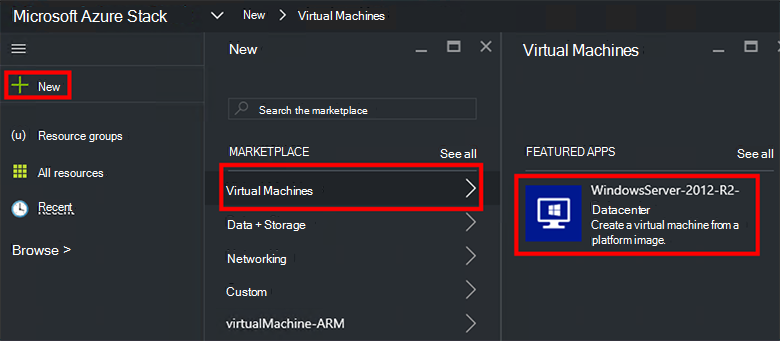 Microsoft Azure Stack
New > Virtual Machines
New
Resource groups
All resources
Recent
Browse >
New
Search the marketplace
MARKETPLACE
See all
Virtual Machines
Data + Storage
Networking
Custom
virtualMachine-ARM
Virtual Machines
FEATURED APPS
See all
WindowsServer-2012-R2-
Datacenter
Create a virtual machine from a
platform image.